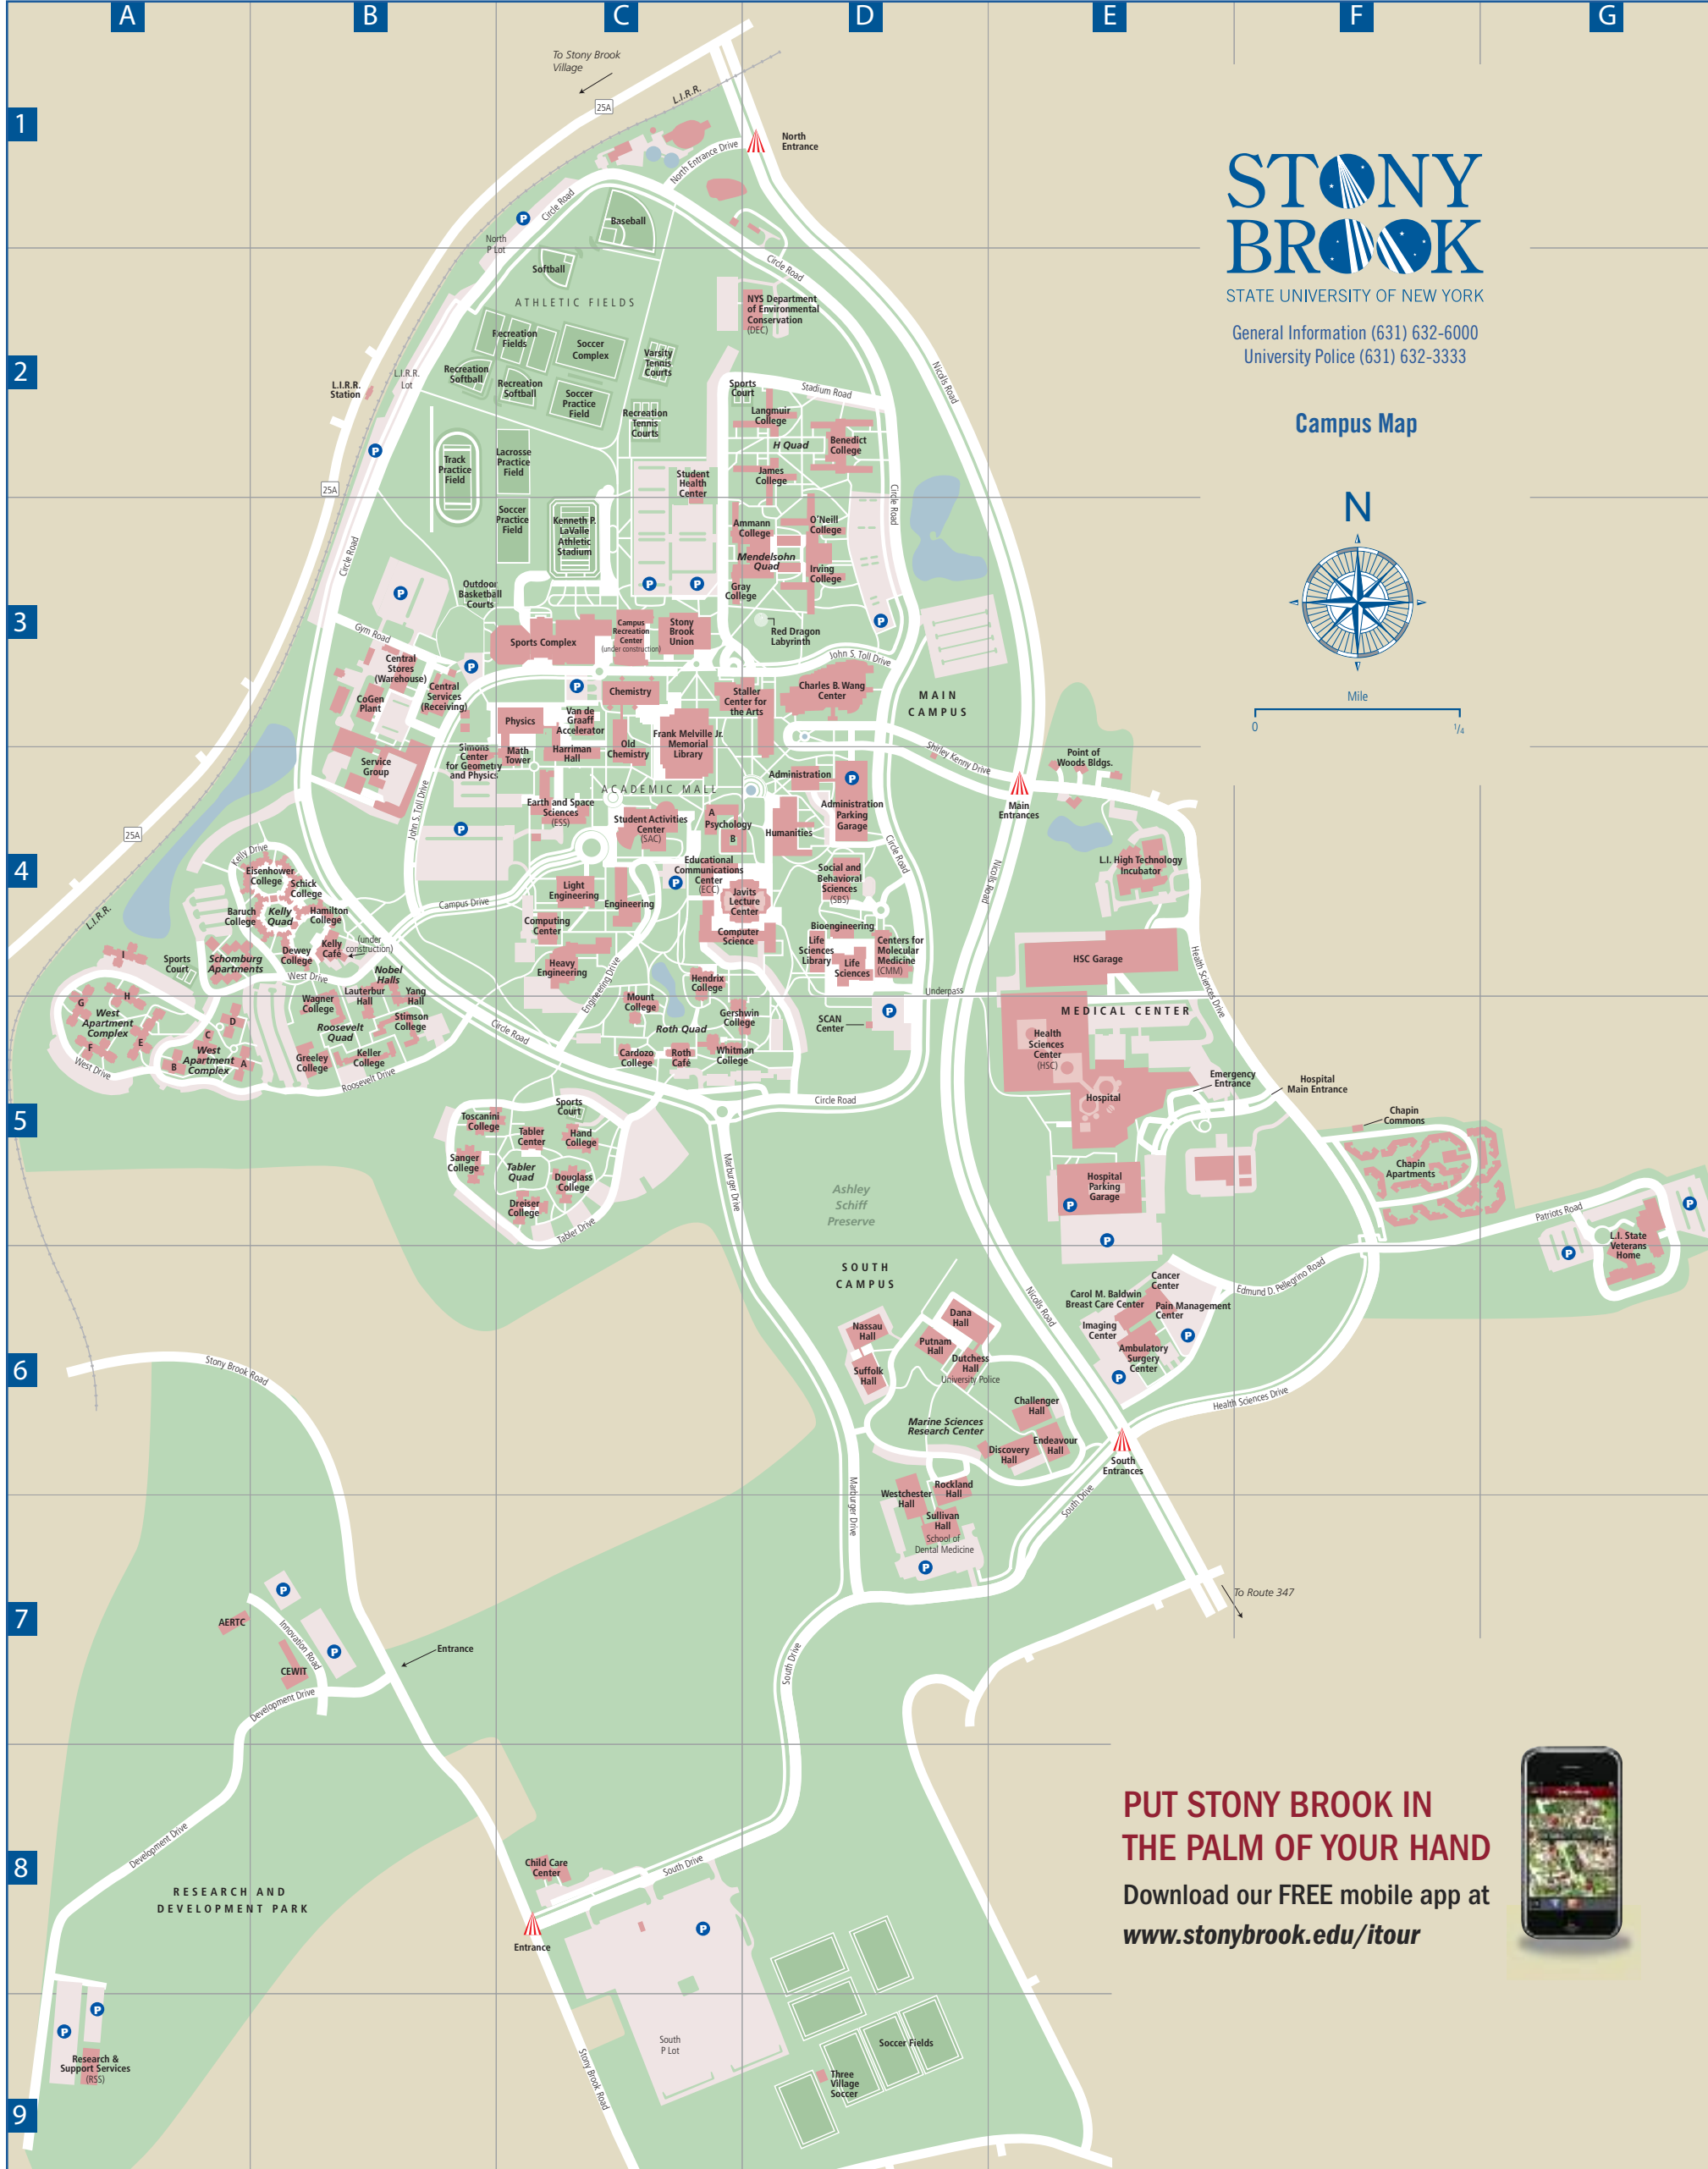 A
B
C
D
E
F
G
1
2
3
4
5
6
7
8
9
To Stony Brook
Village
25A
L.I.R.R.
North
Entrance
North Entrance Drive
Circle Road
North
P Lot
P
Baseball
Softball
ATHLETIC FIELDS
Circle Road
NYS Department
of Environmental
Conservation
(DEC)
STONY
BROOK
STATE UNIVERSITY OF NEW YORK
General Information (631) 632-6000
University Police (631) 632-3333
Campus Map
N
Mile
0
1/4
Recreation
Fields
Soccer
Complex
Varsity
Tennis
Courts
Recreation
Softball
Recreation
Softball
Soccer
Practice
Field
Recreation
Tennis
Courts
L.I.R.R.
Station
L.I.R.R.
Lot
P
25A
Sports
Court
Stadium Road
Nicolls Road
Langmuir
College
H Quad
Benedict
College
James
College
Track
Practice
Field
Lacrosse
Practice
Field
Student
Health
Center
Circle Road
Soccer
Practice
Field
Kenneth P.
LaValle
Athletic
Stadium
Ammann
College
O'Neill
College
Mendelsohn
Quad
Irving
College
Gray
College
Circle Road
P
P
P
P
Outdoor
Basketball
Courts
Gym Road
Sports Complex
Campus
Recreation
Center
(under construction)
Stony
Brook
Union
Red Dragon
Labyrinth
John S. Toll Drive
Central
Stores
(Warehouse)
P
Central
Services
(Receiving)
CoGen
Plant
P
Chemistry
Staller
Center for
the Arts
Charles B. Wang
Center
MAIN
CAMPUS
Physics
Van de
Graaff
Accelerator
Frank Melville Jr.
Memorial
Library
Simons
Center
for Geometry
and Physics
Math
Tower
Harriman
Hall
Old
Chemistry
Service
Group
Shirley Kenny Drive
Point of
Woods Bldgs.
ACADEMIC MALL
Administration
P
Main
Entrances
John S. Toll Drive
Earth and Space
Sciences
(ESS)
Student Activities
Center
(SAC)
A
Psychology
B
Humanities
Administration
Parking
Garage
P
25A
Circle Road
Nicolls Road
L.I. High Technology
Incubator
Kelly Drive
Eisenhower
College
Schick
College
Baruch
College
Kelly
Quad
Hamilton
College
Dewey
College
Kelly
Café
(under
construction)
Campus Drive
Light
Engineering
Engineering
Educational
Communications
Center
(ECC)
P
Javits
Lecture
Center
Social and
Behavioral
Sciences
(SBS)
Computing
Center
Computer
Science
Bioengineering
Life
Sciences
Library
Life
Sciences
Centers for
Molecular
Medicine
(CMM)
Heavy
Engineering
HSC Garage
L.I.R.R.
Sports
Court
Schomburg
Apartments
West Drive
Nobel
Halls
I
G
H
West
Apartment
Complex
F
E
D
C
West
Apartment
Complex
B
A
West Drive
Wagner
College
Lauterbur
Hall
Yang
Hall
Roosevelt
Quad
Stimson
College
Greeley
College
Keller
College
Roosevelt Drive
Circle Road
Engineering Drive
Mount
College
Hendrix
College
Roth Quad
Gershwin
College
Cardozo
College
Roth
Café
Whitman
College
Underpass
SCAN
Center
P
Circle Road
MEDICAL CENTER
Health Sciences Drive
Health
Sciences
Center
(HSC)
Hospital
Emergency
Entrance
Hospital
Main Entrance
Chapin
Commons
Chapin
Apartments
Toscanini
College
Sports
Court
Tabler
Center
Hand
College
Sanger
College
Tabler
Quad
Douglass
College
Dreiser
College
Tabler Drive
Marburger Drive
Ashley
Schiff
Preserve
Hospital
Parking
Garage
P
P
Patriots Road
P
P
L.I. State
Veterans
Home
Edmund D. Pellegrino Road
SOUTH
CAMPUS
Nicolls Road
Cancer
Center
Carol M. Baldwin
Breast Care Center
Pain Management
Center
Imaging
Center
P
Ambulatory
Surgery
Center
P
Nassau
Hall
Dana
Hall
Putnam
Hall
Suffolk
Hall
Dutchess
Hall
University Police
Stony Brook Road
Challenger
Hall
Health Sciences Drive
Marine Sciences
Research Center
Endeavour
Hall
Discovery
Hall
South
Entrances
Marburger Drive
Westchester
Hall
Rockland
Hall
Sullivan
Hall
School of
Dental Medicine
P
South Drive
To Route 347
P
AERTC
Innovation Road
P
CEWIT
Entrance
Development Drive
South Drive
PUT STONY BROOK IN
THE PALM OF YOUR HAND
Download our FREE mobile app at
www.stonybrook.edu/itour
Development Drive
Child Care
Center
South Drive
RESEARCH AND
DEVELOPMENT PARK
Entrance
P
P
P
Research &
Support Services
(RSS)
South
P Lot
Stony Brook Road
Soccer Fields
Three
Village
Soccer